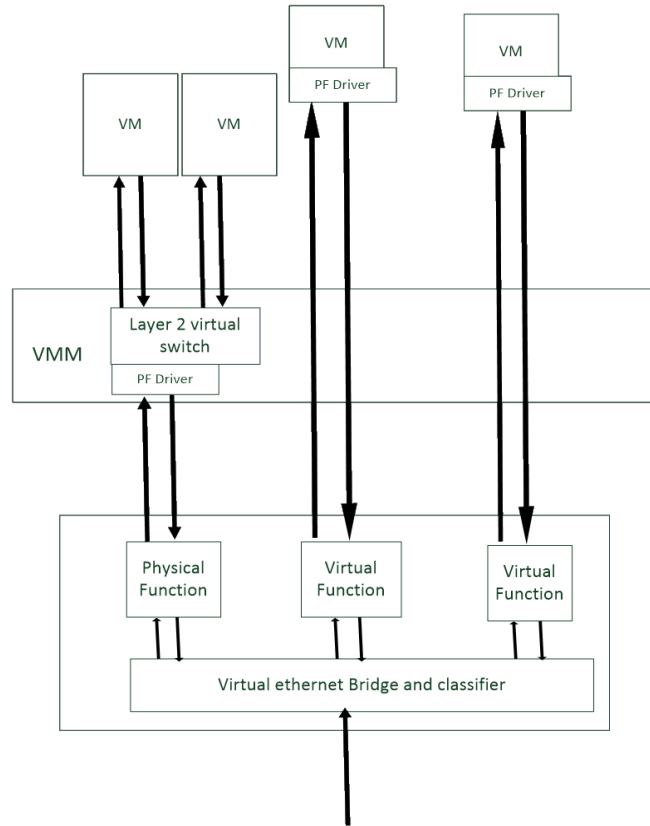 VM
PF Driver
VM
PF Driver
VM
VM
VMM
Layer 2 virtual
switch
PF Driver
Physical
Function
Virtual
Function
Virtual
Function
Virtual ethernet Bridge and classifier